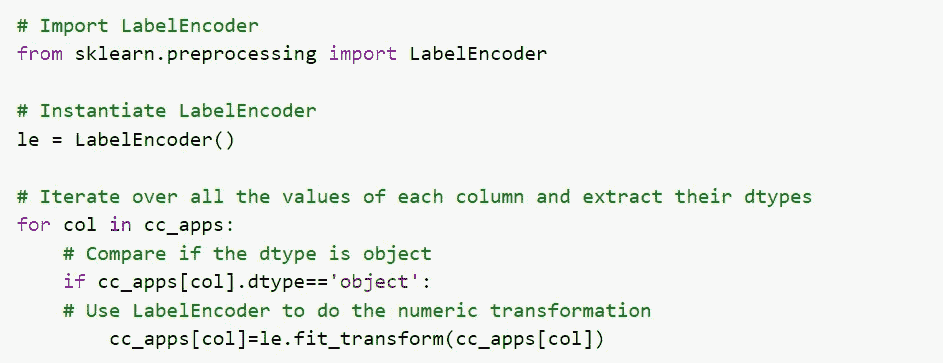 # Import LabelEncoder
from sklearn.preprocessing import LabelEncoder
# Instantiate LabelEncoder
le = LabelEncoder()
# Iterate over all the values of each column and extract their dtypes
for col in cc_apps:
    # Compare if the dtype is object
    if cc_apps[col].dtype=='object':
    # Use LabelEncoder to do the numeric transformation
        cc_apps[col]=le.fit_transform(cc_apps[col])